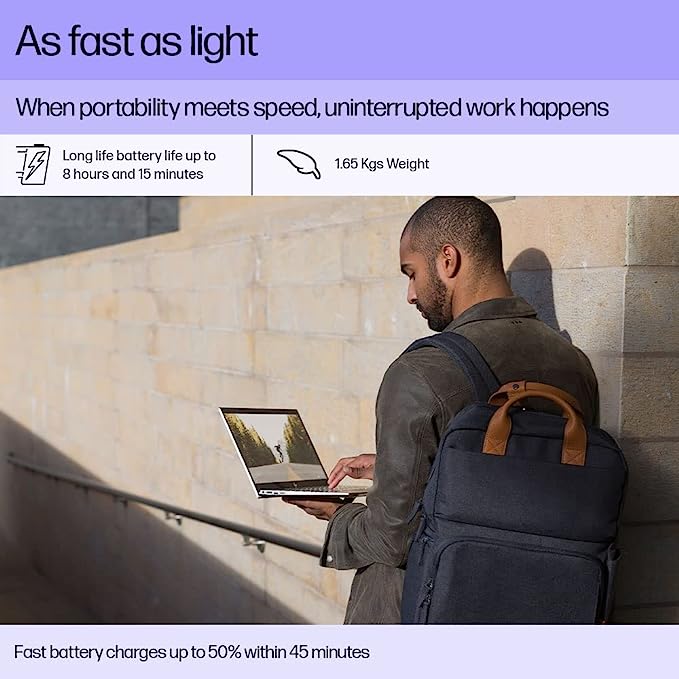 As fast as light
When portability meets speed, uninterrupted work happens
Long life battery life up to
8 hours and 15 minutes
1.65 Kgs Weight
Fast battery charges up to 50% within 45 minutes